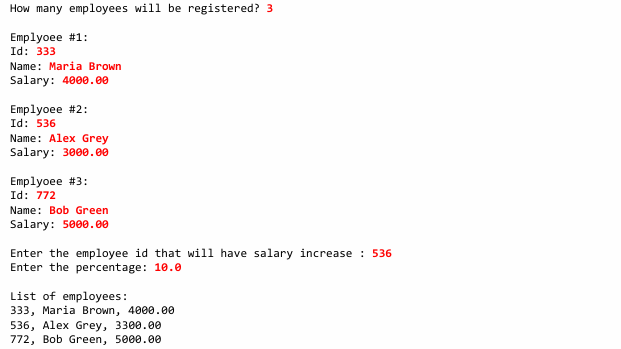 How many employees will be registered? 3
Emplyoee #1:
Id: 333
Name: Maria Brown
Salary: 4000.00
Emplyoee #2:
Id: 536
Name: Alex Grey
Salary: 3000.00
Emplyoee #3:
Id: 772
Name: Bob Green
Salary: 5000.00
Enter the employee id that will have salary increase : 536
Enter the percentage: 10.0
List of employees:
333, Maria Brown, 4000.00
536, Alex Grey, 3300.00
772, Bob Green, 5000.00